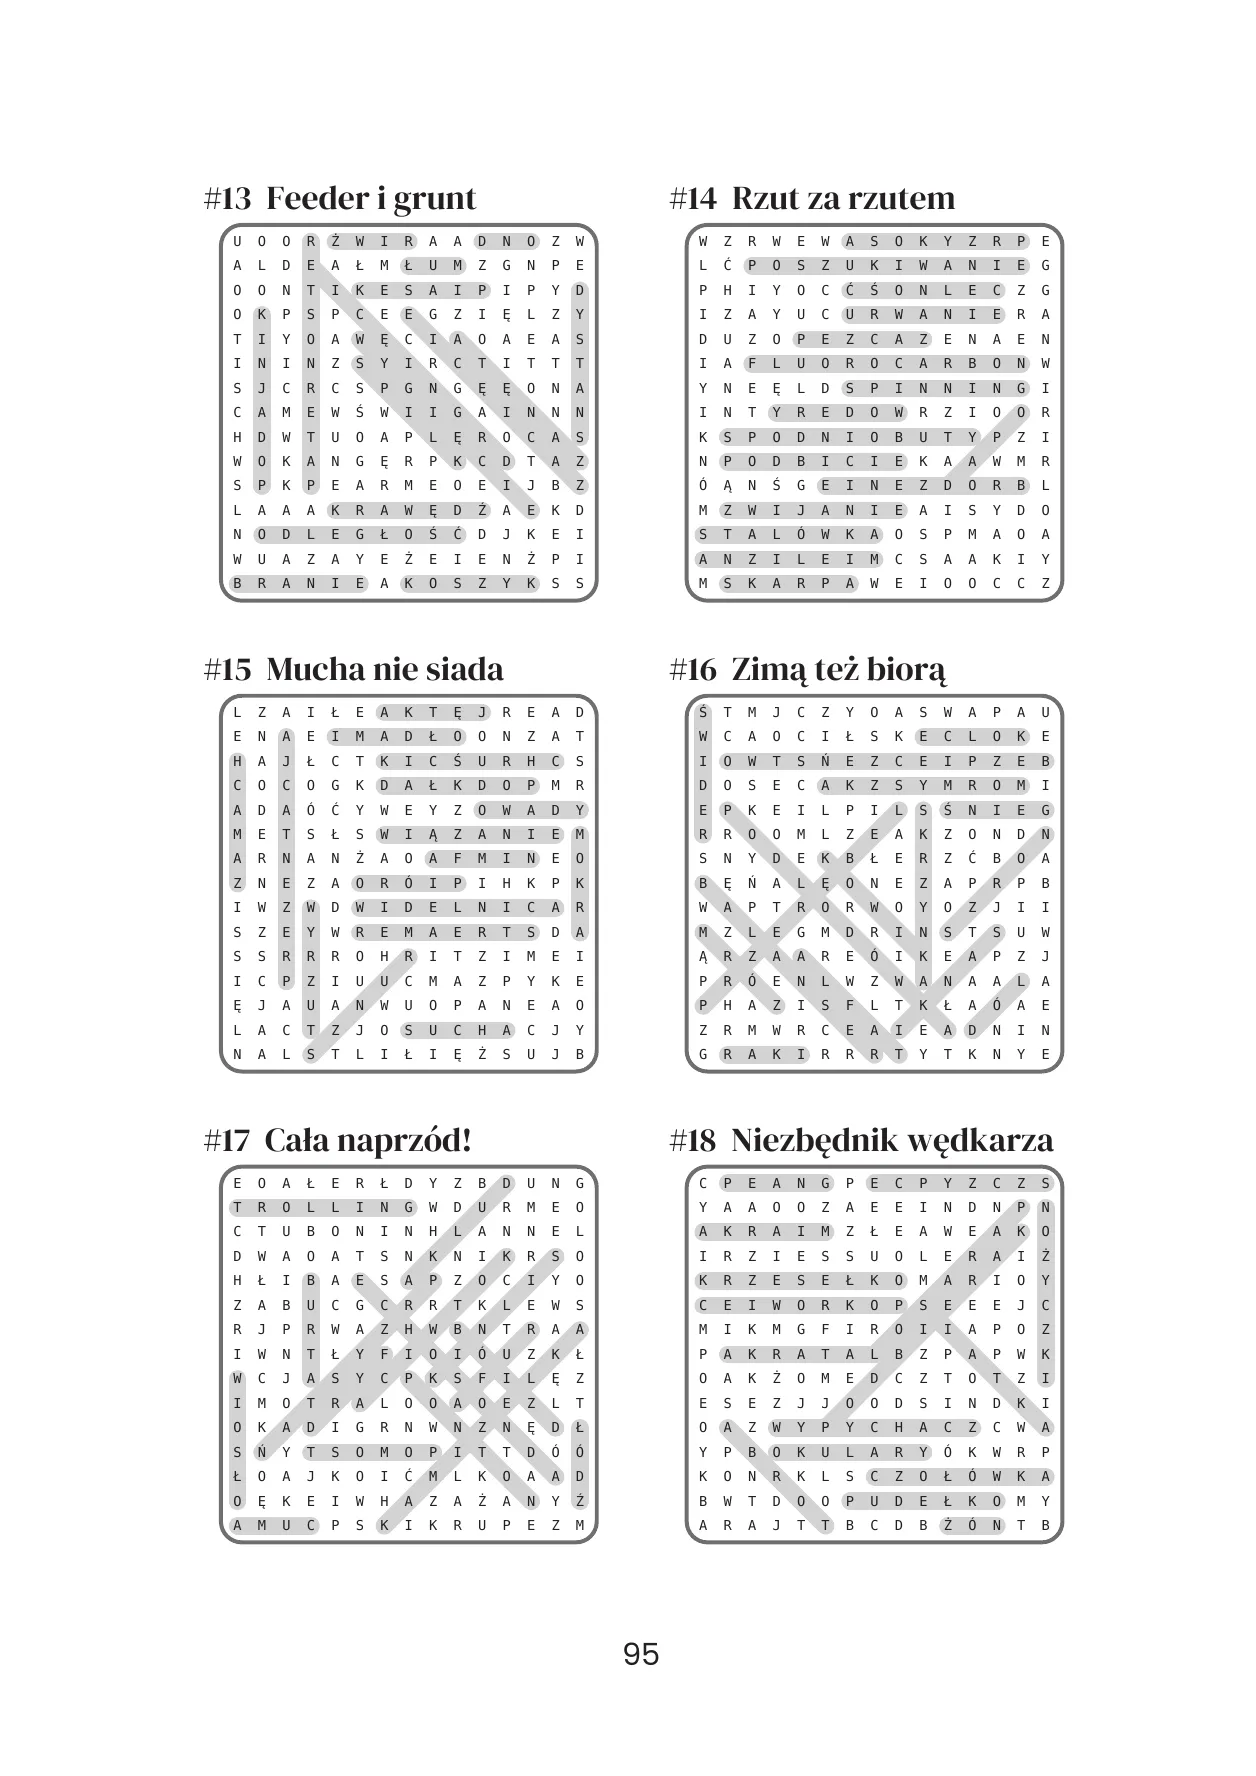 #13 Feeder i grunt
U O O R Ż W I R A A D N O Z W
A L D E A Ł M Ł U M Z G N P E
O O N T I K E S A I P I P Y D
O K P S P C E E G Z I Ę L Z Y
T I Y O A W Ę C I A O A E A S
I N I N Z S Y I R C T I T T T
S J C R C S P G N G Ę Ę O N A
C A M E W Ś W I I G A I N N N
H D W T U O A P L Ę R O C A S
W O K A N G Ę R P K C D T A Z
S P K P E A R M E O E I J B Z
L A A A K R A W Ę D Ź A E K D
N O D L E G Ł O Ś Ć D J K E I
W U A Z A Y E Ż E I E N Ż P I
B R A N I E A K O S Z Y K S S
#14 Rzut za rzutem
W Z R W E W A S O K Y Z R P E
L Ć P O S Z U K I W A N I E G
P H I Y O C Ć Ś O N L E C Z G
I Z A Y U C U R W A N I E R A
D U Z O P E Z C A Z E N A E N
I A F L U O R O C A R B O N W
Y N E Ę L D S P I N N I N G I
I N T Y R E D O W R Z I O O R
K S P O D N I O B U T Y P Z I
N P O D B I C I E K A A W M R
Ó Ą N Ś G E I N E Z D O R B L
M Z W I J A N I E A I S Y D O
S T A L Ó W K A O S P M A O A
A N Z I L E I M C S A A K I Y
M S K A R P A W E I O O C C Z
#15 Mucha nie siada
L Z A I Ł E A K T Ę J R E A D
E N A E I M A D Ł O O N Z A T
H A J Ł C T K I C Ś U R H C S
C O C O G K D A Ł K D O P M R
A D A Ó Ć Y W E Y Z O W A D Y
M E T S Ł S W I Ą Z A N I E M
A R N A N Ż A O A F M I N E O
Z N E Z A O R Ó I P I H K P K
I W Z W D W I D E L N I C A R
S Z E Y W R E M A E R T S D A
S S R R R O H R I T Z I M E I
I C P Z I U U C M A Z P Y K E
Ę J A U A N W U O P A N E A O
L A C T Z J O S U C H A C J Y
N A L S T L I Ł I Ę Ż S U J B
#16 Zimą też biorą
Ś T M J C Z Y O A S W A P A U
W C A O C I Ł S K E C L O K E
I O W T S Ń E Z C E I P Z E B
D O S E C A K Z S Y M R O M I
E P K E I L P I L S Ś N I E G
R R O O M L Z E A K Z O N D N
S N Y D E K B Ł E R Z Ć B O A
B Ę Ń A L Ę O N E Z A P R P B
W A P T R O R W O Y O Z J I I
M Z L E G M D R I N S T S U W
Ą R Z A A R E Ó I K E A P Z J
P R Ó E N L W Z W A N A A L A
P H A Z I S F L T K Ł A Ó A E
Z R M W R C E A I E A D N I N
G R A K I R R R T Y T K N Y E
#17 Cała naprzód!
E O A Ł E R Ł D Y Z B D U N G
T R O L L I N G W D U R M E O
C T U B O N I N H L A N N E L
D W A O A T S N K N I K R S O
H Ł I B A E S A P Z O C I Y O
Z A B U C G C R R T K L E W S
R J P R W A Z H W B N T R A A
I W N T Ł Y F I O I Ó U Z K Ł
W C J A S Y C P K S F I L Ę Z
I M O T R A L O O A O E Z L T
O K A D I G R N W N Z N Ę D Ł
S Ń Y T S O M O P I T T D Ó Ó
Ł O A J K O I Ć M L K O A A D
O Ę K E I W H A Z A Ż A N Y Ź
A M U C P S K I K R U P E Z M
#18 Niezbędnik wędkarza
C P E A N G P E C P Y Z C Z S
Y A A O O Z A E E I N D N P N
A K R A I M Z Ł E A W E A K O
I R Z I E S S U O L E R A I Ż
K R Z E S E Ł K O M A R I O Y
C E I W O R K O P S E E E J C
M I K M G F I R O I I A P O Z
P A K R A T A L B Z P A P W K
O A K Ż O M E D C Z T O T Z I
E S E Z J J O O D S I N D K I
O A Z W Y P Y C H A C Z C W A
Y P B O K U L A R Y Ó K W R P
K O N R K L S C Z O Ł Ó W K A
B W T D O O P U D E Ł K O M Y
A R A J T T B C D B Ż Ó N T B
95